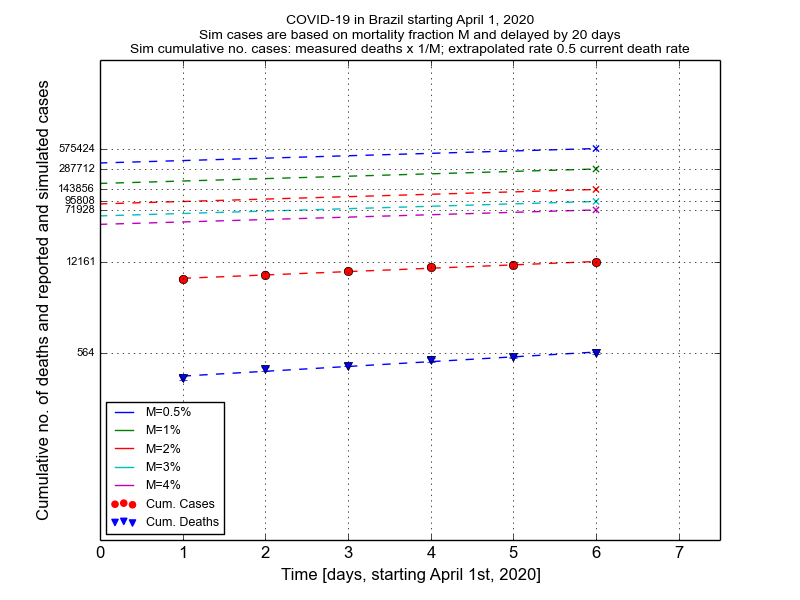 COVID-19 in Brazil starting April 1, 2020
Sim cases are based on mortality fraction M and delayed by 20 days
Sim cumulative no. cases: measured deaths x 1/M; extrapolated rate 0.5 current death rate
Cumulative no. of deaths and reported and simulated cases
575424
287712
143856
95808
71928
12161
564
M=0.5%
M=1%
M=2%
M=3%
M=4%
Cum. Cases
Cum. Deaths
0 1 2 3 4 5 6 7
Time [days, starting April 1st, 2020]